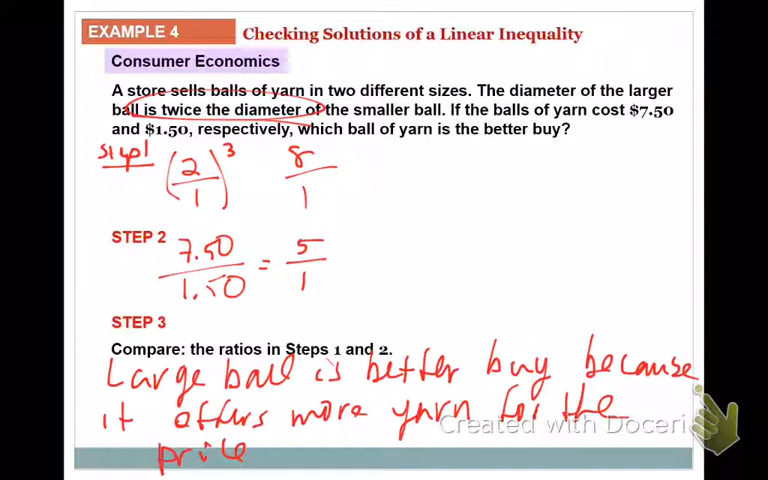 EXAMPLE 4
Checking Solutions of a Linear Inequality
Consumer Economics
A store sells balls of yarn in two different sizes. The diameter of the larger
ball is twice the diameter of the smaller ball. If the balls of yarn cost $7.50
and $1.50, respectively, which ball of yarn is the better buy?
Step 1
(2/1)³ 8/1
STEP 2
7.50/1.50 = 5/1
STEP 3
Compare: the ratios in Steps 1 and 2.
Large ball is better buy because
it offers more yarn for the
price
Created with Doceri